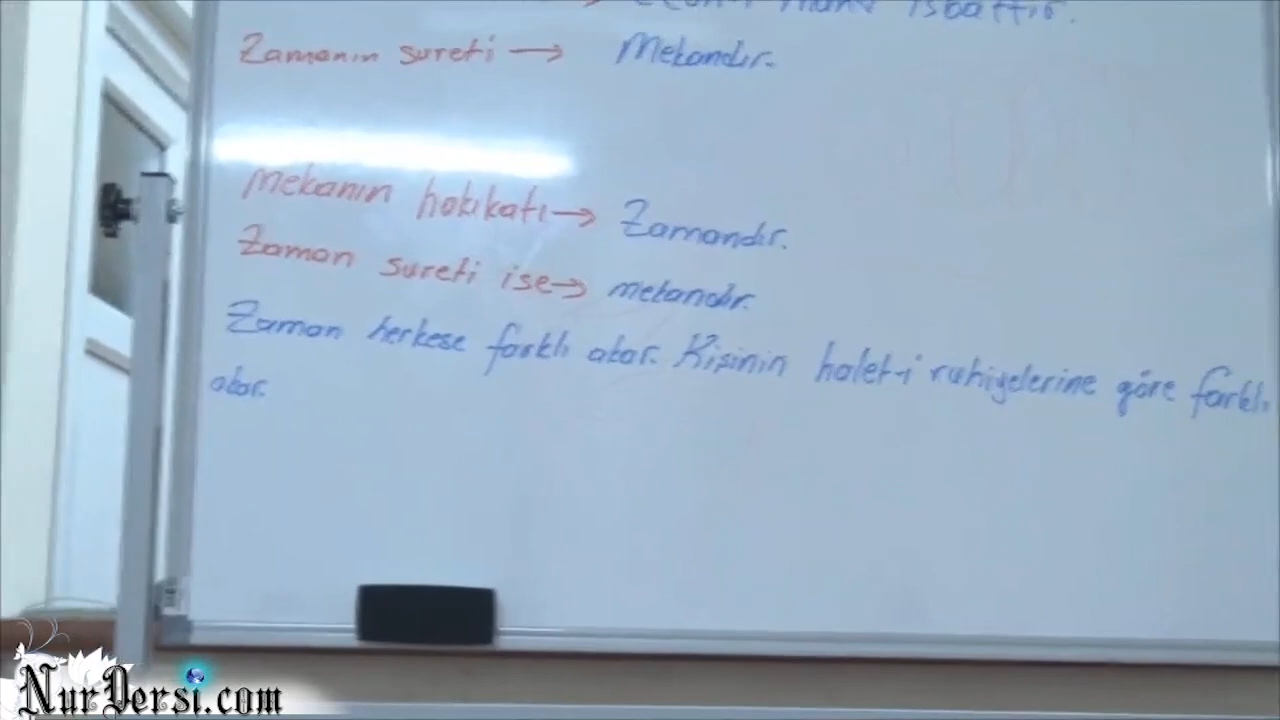 isbattır.
Zamanın sureti → Mekandır.
Mekanın hakikatı → Zamandır.
Zaman sureti ise → mekandır.
Zaman herkese farklı akar. Kişinin halet-i ruhiyelerine göre farklı
akar.
NurDersi.com